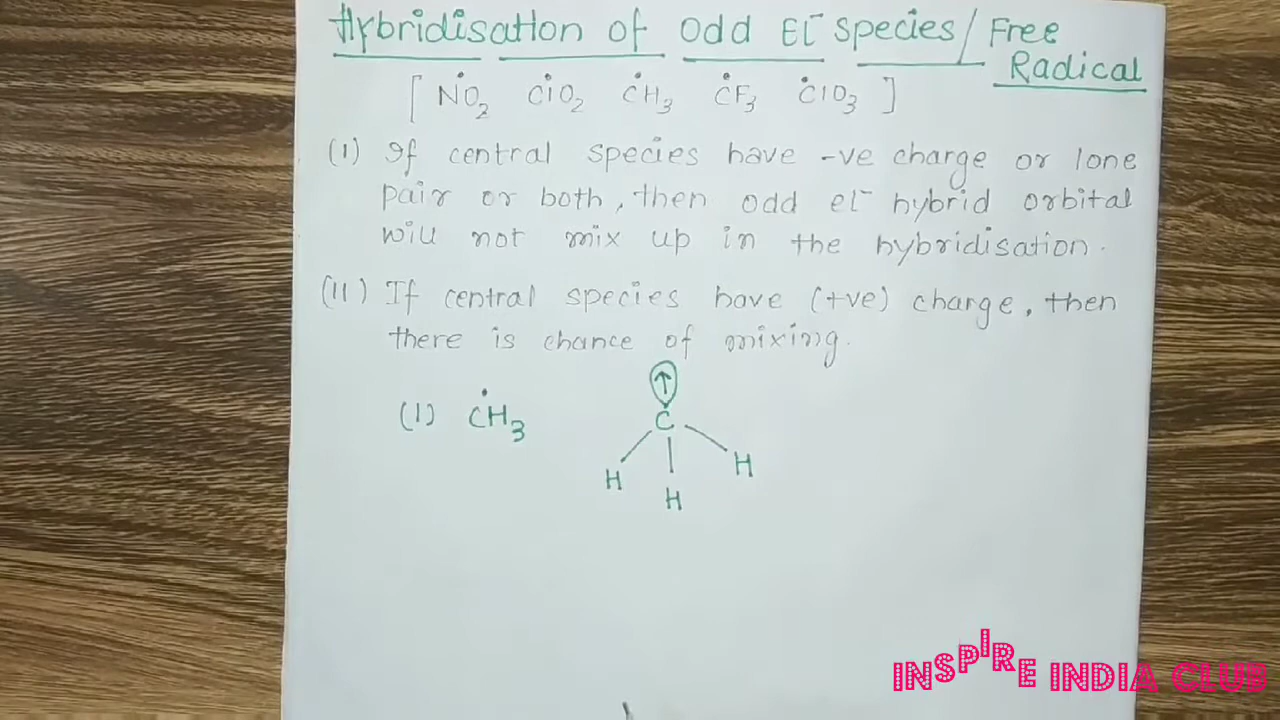 Hybridisation of Odd El⁻ species/ Free
Radical
[ ṄO₂ ĊlO₂ ĊH₃ ĊF₃ ĊlO₃ ]
(I) If central species have -ve charge or lone
pair or both, then odd el⁻ hybrid orbital
will not mix up in the hybridisation.
(II) If central species have (+ve) charge, then
there is chance of mixing.
(I) ĊH₃
↑
C
H H H
INSPIRE INDIA CLUB